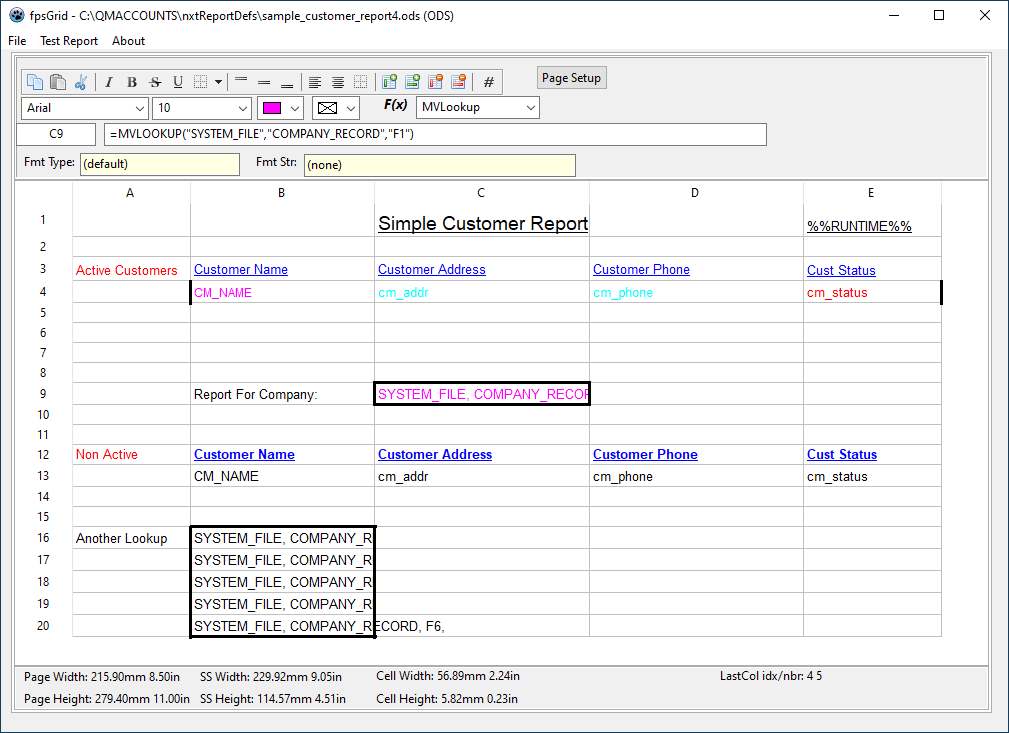 fpsGrid - C:\QMACCOUNTS\nxtReportDefs\sample_customer_report4.ods (ODS)
File Test Report About
I B S U # Page Setup
Arial 10 F(x) MVLookup
C9 =MVLOOKUP("SYSTEM_FILE","COMPANY_RECORD","F1")
Fmt Type: (default) Fmt Str: (none)
A B C D E
1 Simple Customer Report %%RUNTIME%%
2
3 Active Customers Customer Name Customer Address Customer Phone Cust Status
4 CM_NAME cm_addr cm_phone cm_status
5
6
7
8
9 Report For Company: SYSTEM_FILE, COMPANY_RECOR
10
11
12 Non Active Customer Name Customer Address Customer Phone Cust Status
13 CM_NAME cm_addr cm_phone cm_status
14
15
16 Another Lookup SYSTEM_FILE, COMPANY_R
17 SYSTEM_FILE, COMPANY_R
18 SYSTEM_FILE, COMPANY_R
19 SYSTEM_FILE, COMPANY_R
20 SYSTEM_FILE, COMPANY_RECORD, F6,
Page Width: 215.90mm 8.50in SS Width: 229.92mm 9.05in Cell Width: 56.89mm 2.24in LastCol idx/nbr: 4 5
Page Height: 279.40mm 11.00in SS Height: 114.57mm 4.51in Cell Height: 5.82mm 0.23in